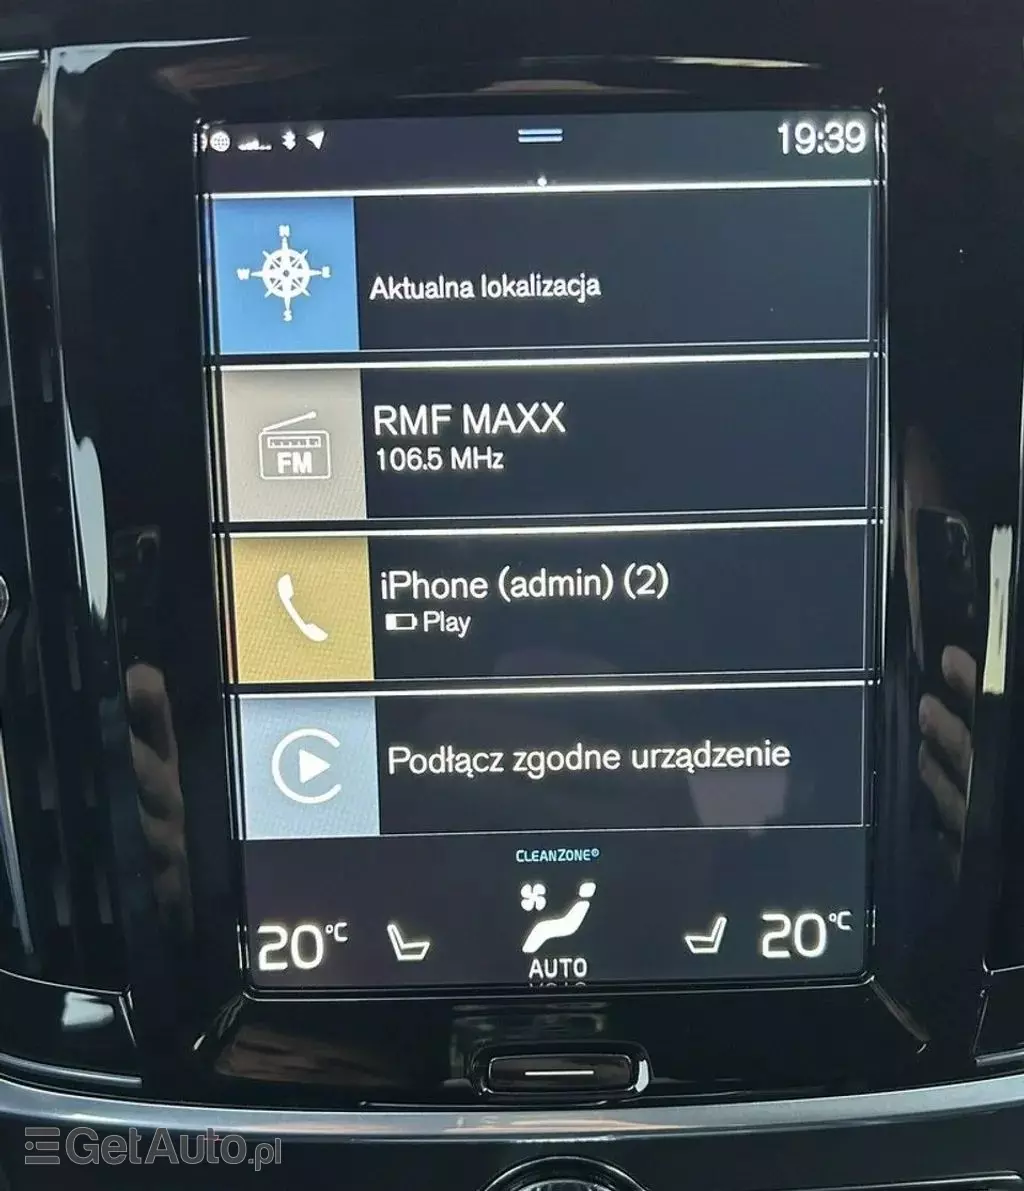 19:39
N
W E
S
Aktualna lokalizacja
FM
RMF MAXX
106.5 MHz
iPhone (admin) (2)
Play
Podłącz zgodne urządzenie
CLEANZONE®
20°C
20°C
AUTO
GetAuto.pl